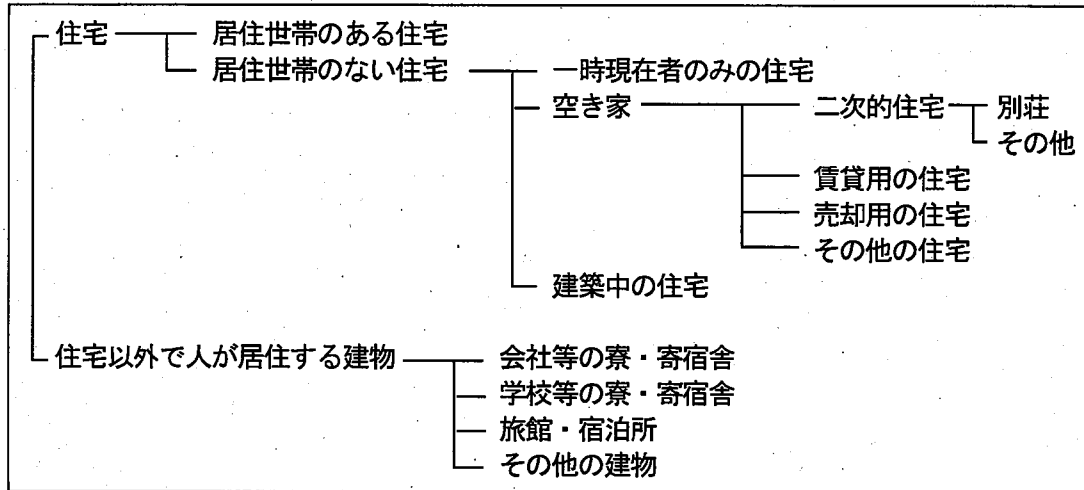 住宅 居住世帯のある住宅
居住世帯のない住宅 一時現在者のみの住宅
空き家 二次的住宅 別荘
その他
賃貸用の住宅
売却用の住宅
その他の住宅
建築中の住宅
住宅以外で人が居住する建物 会社等の寮・寄宿舎
学校等の寮・寄宿舎
旅館・宿泊所
その他の建物